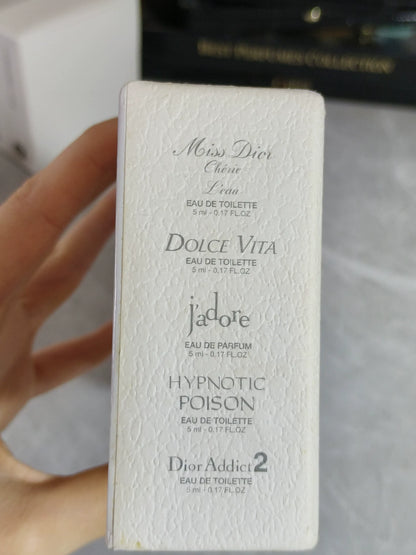 BEST PERFUMES COLLECTION
Miss Dior
Chérie
L'eau
EAU DE TOILETTE
5 ml - 0.17 FL.OZ
DOLCE VITA
EAU DE TOILETTE
5 ml - 0.17 FL.OZ
j'adore
EAU DE PARFUM
5 ml - 0.17 FL.OZ
HYPNOTIC
POISON
EAU DE TOILETTE
5 ml - 0.17 FL.OZ
Dior Addict 2
EAU DE TOILETTE
5 ml - 0.17 FL.OZ